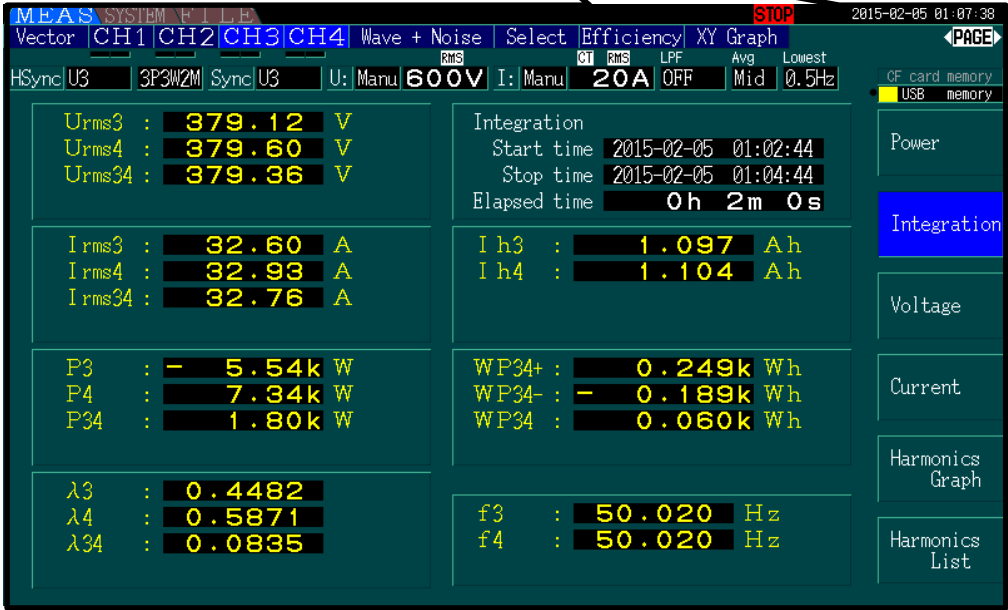 MEAS SYSTEM FILE STOP 2015-02-05 01:07:38
Vector CH1 CH2 CH3 CH4 Wave + Noise Select Efficiency XY Graph PAGE
RMS CT RMS LPF Avg Lowest
HSync U3 3P3W2M Sync U3 U: Manu 600V I: Manu 20A OFF Mid 0.5Hz
CF card memory
USB memory
Urms3 : 379.12 V
Urms4 : 379.60 V
Urms34 : 379.36 V
Integration
Start time 2015-02-05 01:02:44
Stop time 2015-02-05 01:04:44
Elapsed time 0h 2m 0s
Irms3 : 32.60 A
Irms4 : 32.93 A
Irms34 : 32.76 A
Ih3 : 1.097 Ah
Ih4 : 1.104 Ah
P3 : - 5.54k W
P4 : 7.34k W
P34 : 1.80k W
WP34+ : 0.249k Wh
WP34- : - 0.189k Wh
WP34 : 0.060k Wh
λ3 : 0.4482
λ4 : 0.5871
λ34 : 0.0835
f3 : 50.020 Hz
f4 : 50.020 Hz
Power
Integration
Voltage
Current
Harmonics
Graph
Harmonics
List